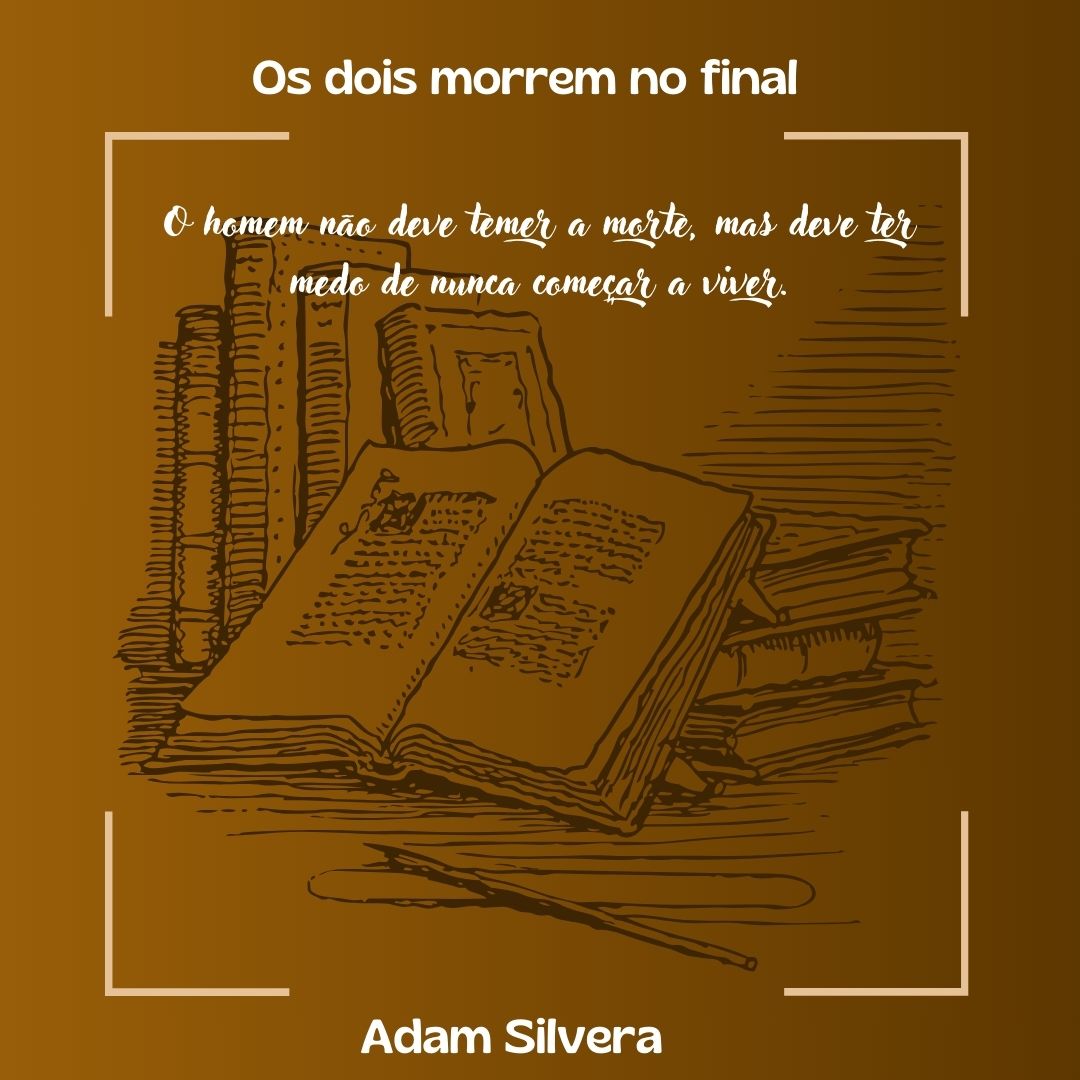 Os dois morrem no final
O homem não deve temer a morte, mas deve ter
medo de nunca começar a viver.
Adam Silvera